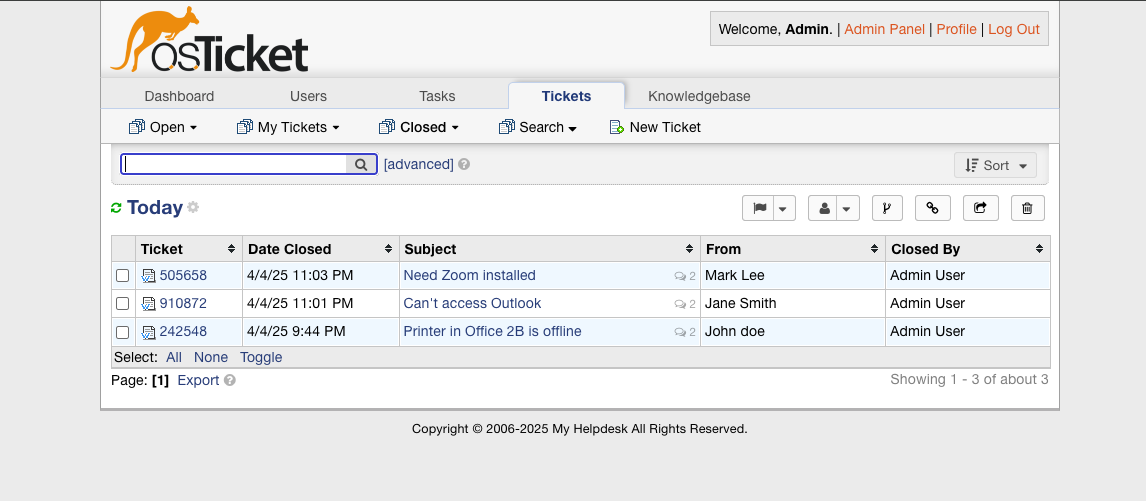 osTicket
Welcome, Admin. | Admin Panel | Profile | Log Out
Dashboard Users Tasks Tickets Knowledgebase
Open My Tickets Closed Search New Ticket
[advanced] Sort
Today
Ticket Date Closed Subject From Closed By
505658 4/4/25 11:03 PM Need Zoom installed 2 Mark Lee Admin User
910872 4/4/25 11:01 PM Can't access Outlook 2 Jane Smith Admin User
242548 4/4/25 9:44 PM Printer in Office 2B is offline 2 John doe Admin User
Select: All None Toggle
Page: [1] Export Showing 1 - 3 of about 3
Copyright © 2006-2025 My Helpdesk All Rights Reserved.